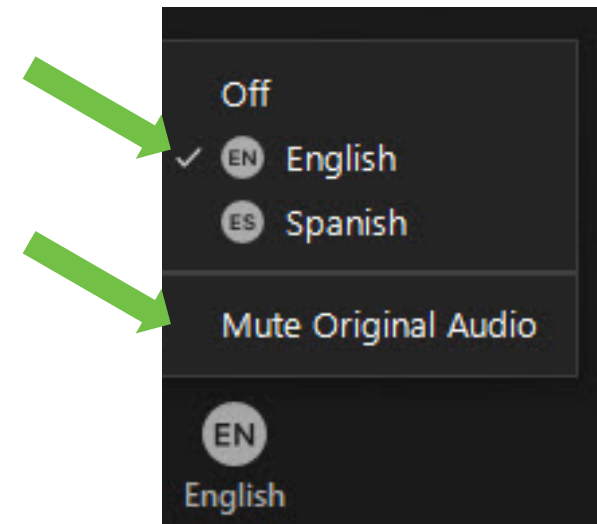 Off
EN English
ES Spanish
Mute Original Audio
EN
English